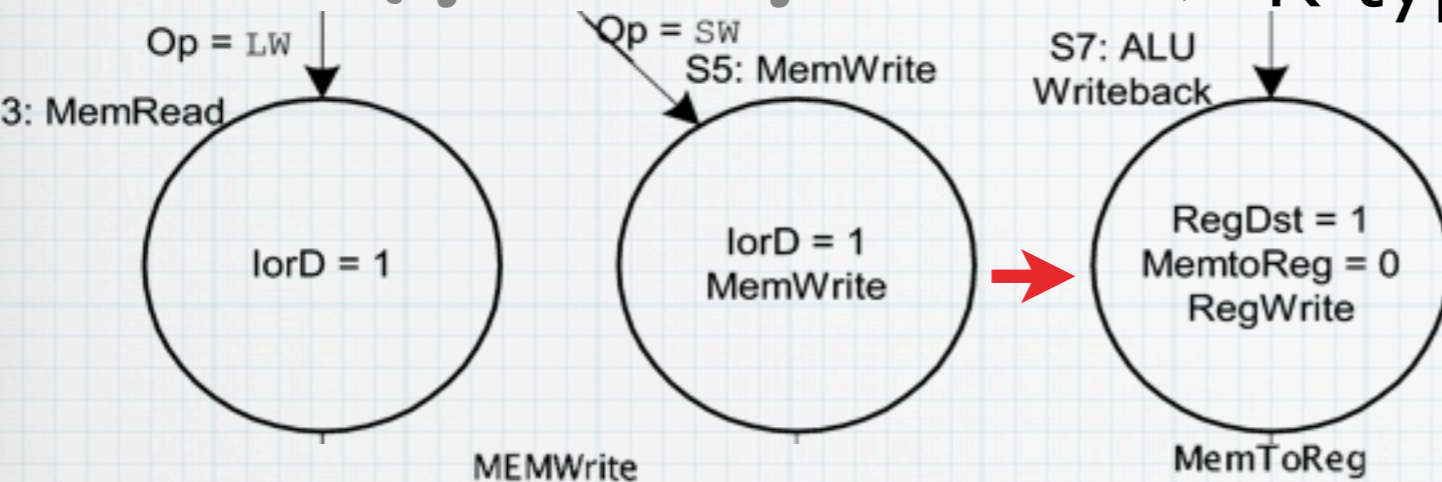 Op = LW
3: MemRead
IorD = 1
Op = SW
S5: MemWrite
IorD = 1
MemWrite
S7: ALU
Writeback
RegDst = 1
MemtoReg = 0
RegWrite
MEMWrite
MemToReg